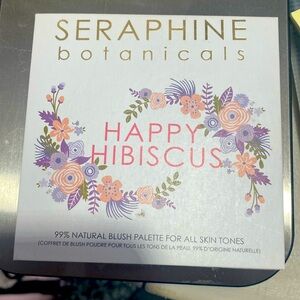 SERAPHINE
botanicals
HAPPY
HIBISCUS
99% NATURAL BLUSH PALETTE FOR ALL SKIN TONES
(COFFRET DE BLUSH POUDRE POUR TOUS LES TONS DE LA PEAU, 99% D'ORIGINE NATURELLE)